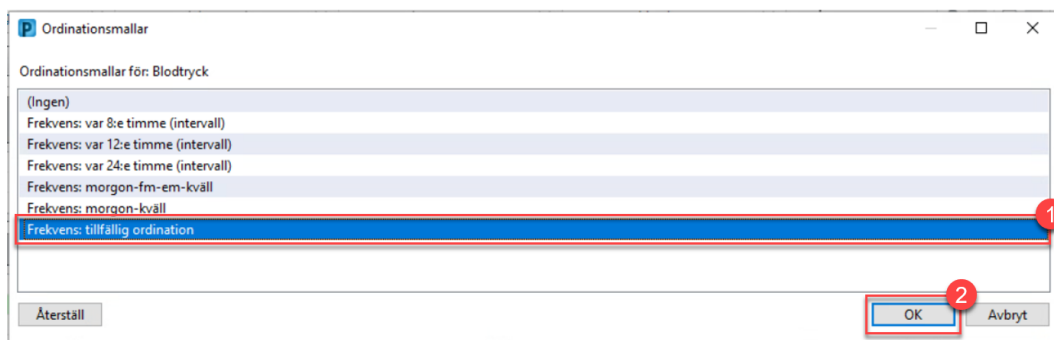 Ordinationsmallar
Ordinationsmallar för: Blodtryck
(Ingen)
Frekvens: var 8:e timme (intervall)
Frekvens: var 12:e timme (intervall)
Frekvens: var 24:e timme (intervall)
Frekvens: morgon-fm-em-kväll
Frekvens: morgon-kväll
Frekvens: tillfällig ordination
1
2
Återställ
OK
Avbryt